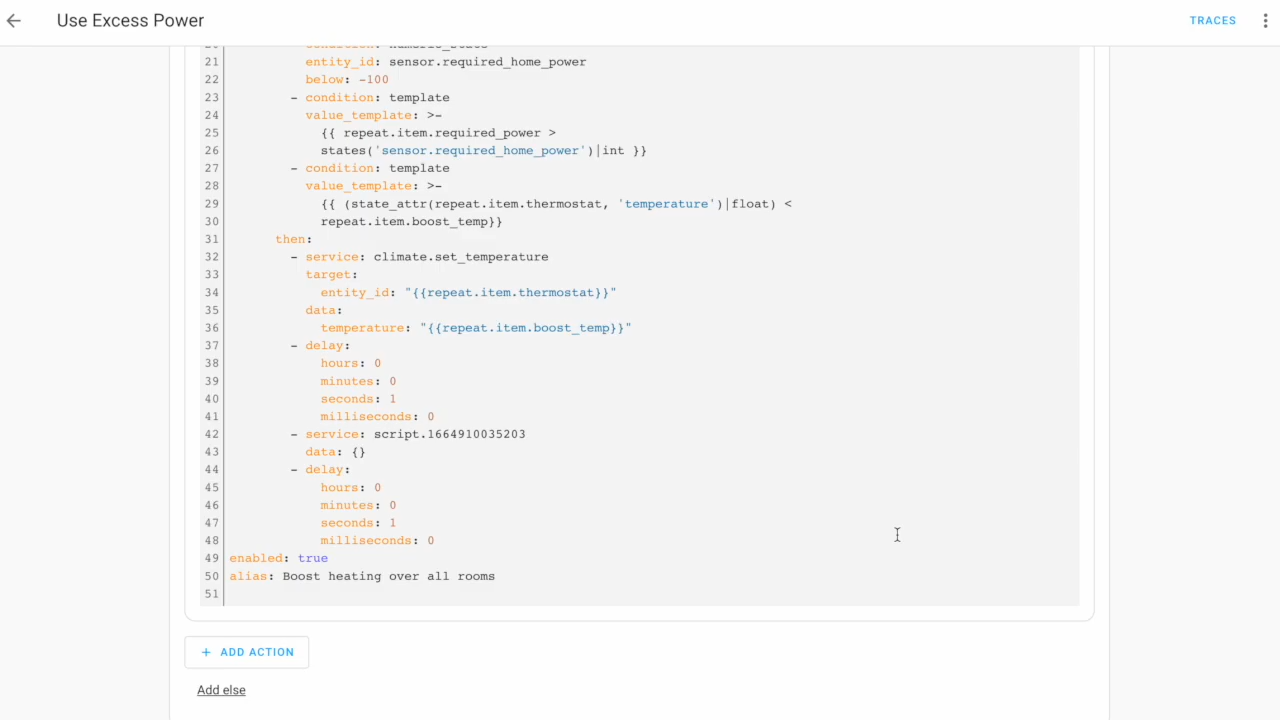 Use Excess Power
TRACES
21 entity_id: sensor.required_home_power
22 below: -100
23 - condition: template
24 value_template: >-
25 {{ repeat.item.required_power >
26 states('sensor.required_home_power')|int }}
27 - condition: template
28 value_template: >-
29 {{ (state_attr(repeat.item.thermostat, 'temperature')|float) <
30 repeat.item.boost_temp}}
31 then:
32 - service: climate.set_temperature
33 target:
34 entity_id: "{{repeat.item.thermostat}}"
35 data:
36 temperature: "{{repeat.item.boost_temp}}"
37 - delay:
38 hours: 0
39 minutes: 0
40 seconds: 1
41 milliseconds: 0
42 - service: script.1664910035203
43 data: {}
44 - delay:
45 hours: 0
46 minutes: 0
47 seconds: 1
48 milliseconds: 0
49 enabled: true
50 alias: Boost heating over all rooms
51
+ ADD ACTION
Add else